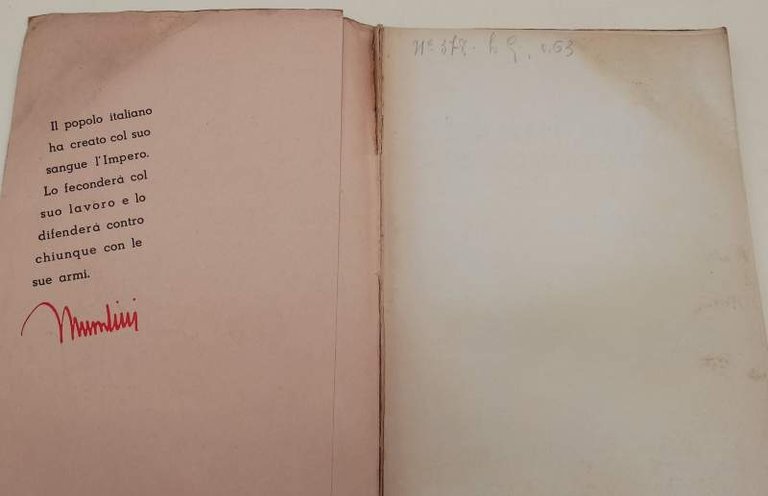 Il popolo italiano
ha creato col suo
sangue l'Impero.
Lo feconderà col
suo lavoro e lo
difenderà contro
chiunque con le
sue armi.
Mussolini